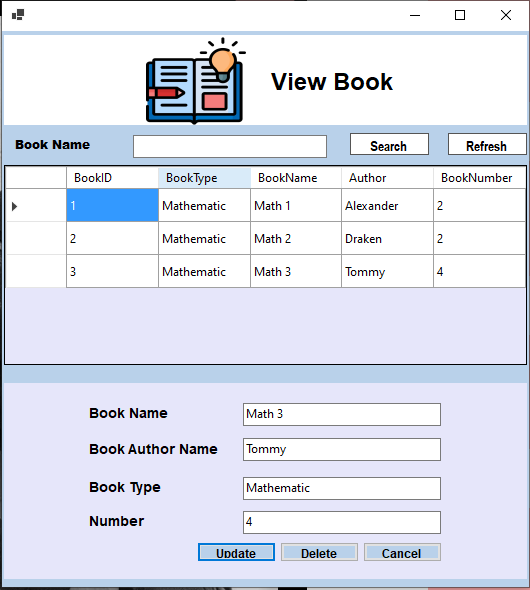 View Book
Book Name Search Refresh
BookID BookType BookName Author BookNumber
1 Mathematic Math 1 Alexander 2
2 Mathematic Math 2 Draken 2
3 Mathematic Math 3 Tommy 4
Book Name Math 3
Book Author Name Tommy
Book Type Mathematic
Number 4
Update Delete Cancel